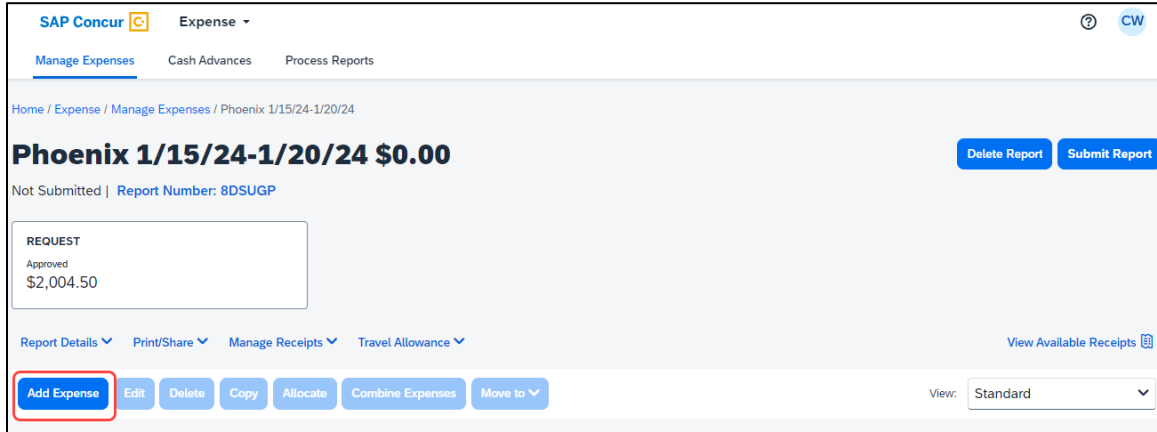 SAP Concur C Expense CW
Manage Expenses Cash Advances Process Reports
Home / Expense / Manage Expenses / Phoenix 1/15/24-1/20/24
Phoenix 1/15/24-1/20/24 $0.00 Delete Report Submit Report
Not Submitted | Report Number: 8DSUGP
REQUEST
Approved
$2,004.50
Report Details Print/Share Manage Receipts Travel Allowance View Available Receipts
Add Expense Edit Delete Copy Allocate Combine Expenses Move to View: Standard